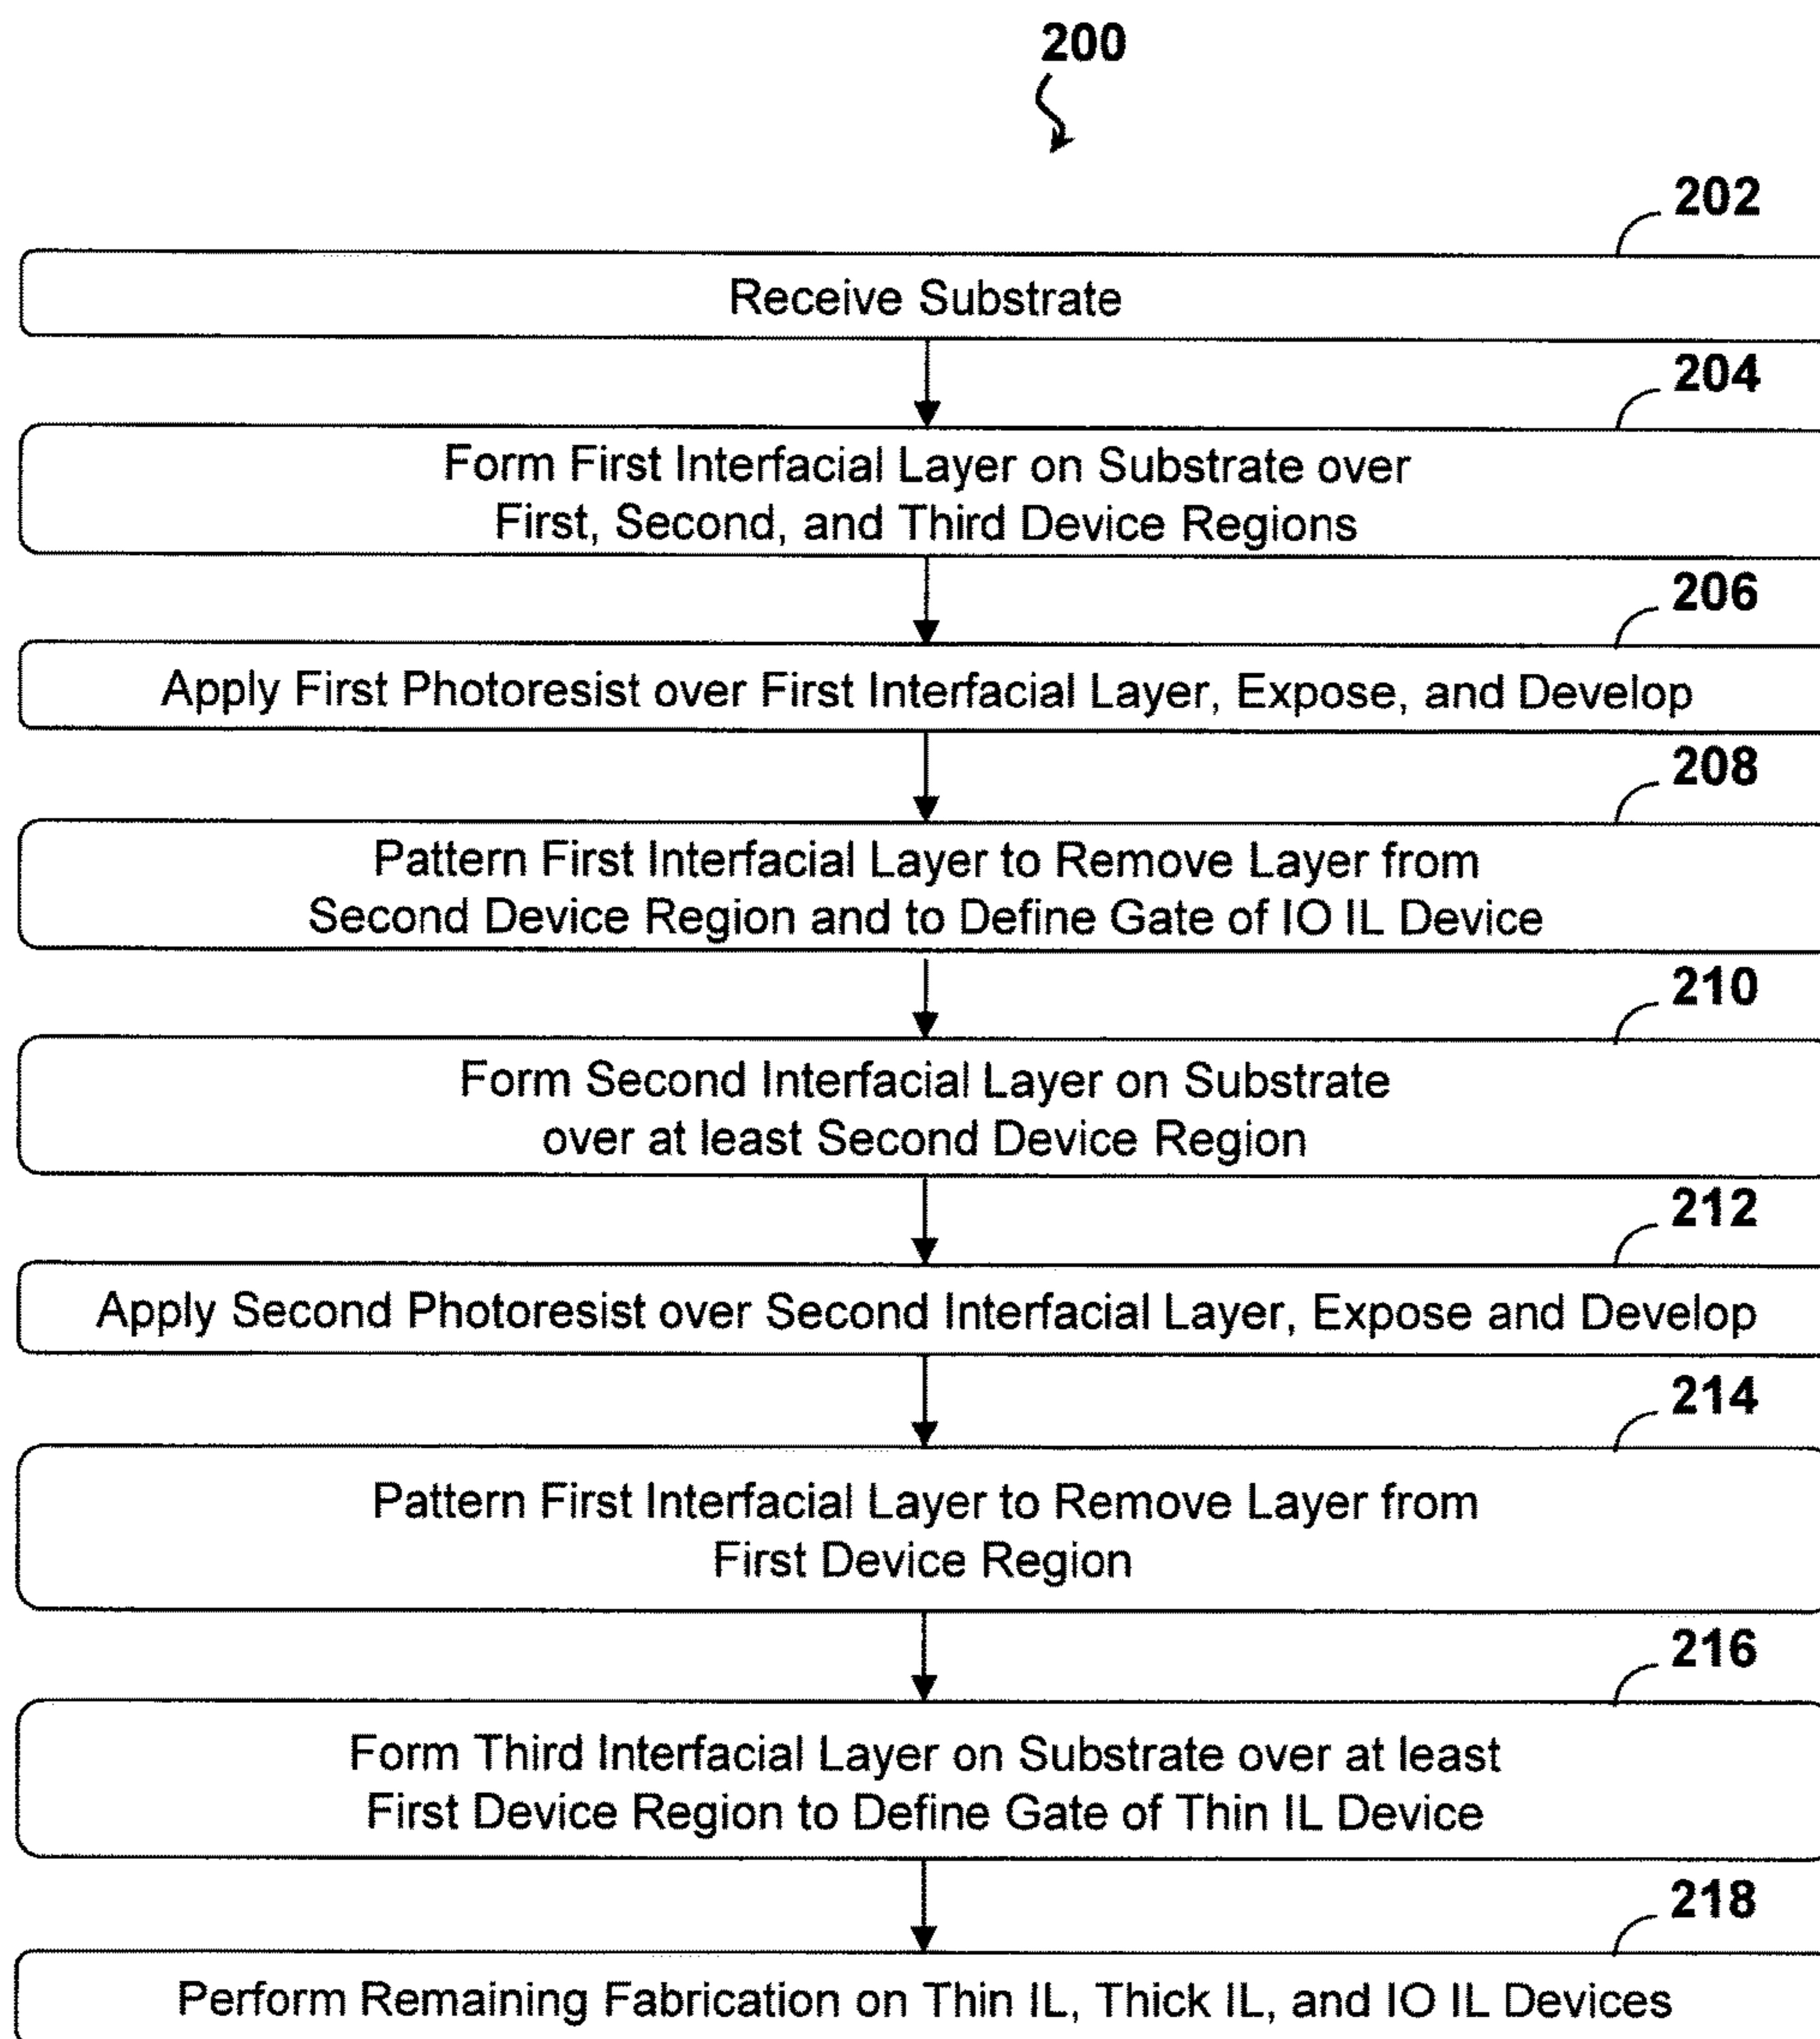 200
202
Receive Substrate
204
Form First Interfacial Layer on Substrate over
First, Second, and Third Device Regions
206
Apply First Photoresist over First Interfacial Layer, Expose, and Develop
208
Pattern First Interfacial Layer to Remove Layer from
Second Device Region and to Define Gate of IO IL Device
210
Form Second Interfacial Layer on Substrate
over at least Second Device Region
212
Apply Second Photoresist over Second Interfacial Layer, Expose and Develop
214
Pattern First Interfacial Layer to Remove Layer from
First Device Region
216
Form Third Interfacial Layer on Substrate over at least
First Device Region to Define Gate of Thin IL Device
218
Perform Remaining Fabrication on Thin IL, Thick IL, and IO IL Devices